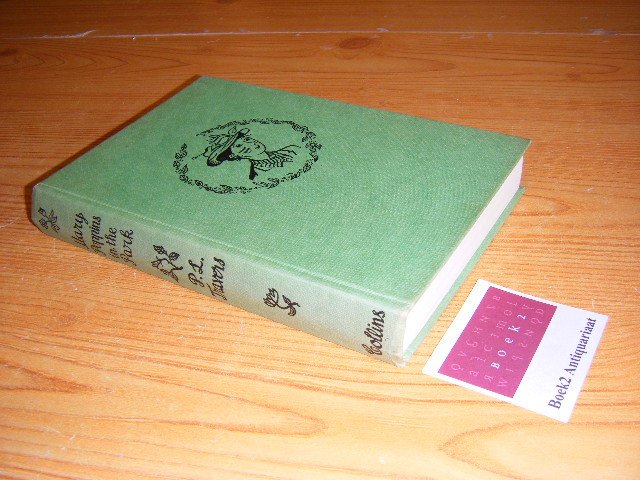 Mary
Poppins
in the
Park
P. L.
Travers
Collins
BOEK2
Boek2 Antiquariaat